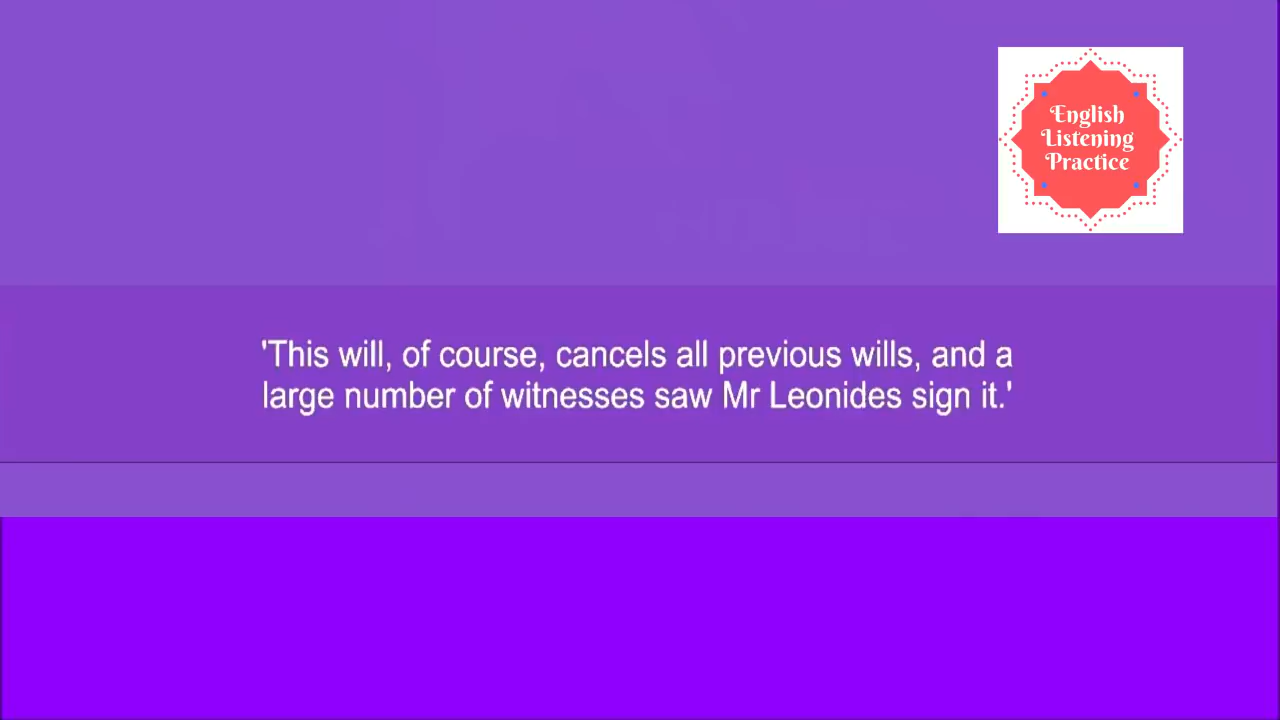 English
Listening
Practice
'This will, of course, cancels all previous wills, and a
large number of witnesses saw Mr Leonides sign it.'